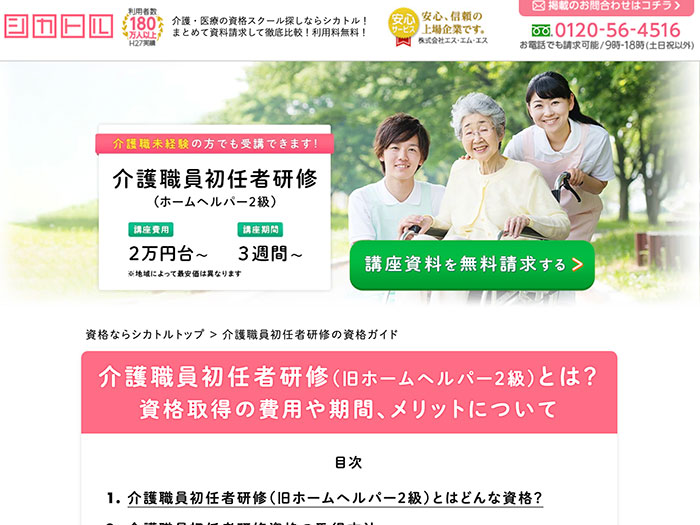 シカトル
利用者数
180
万人以上
H27実績
介護・医療の資格スクール探しならシカトル!
まとめて資料請求して徹底比較!利用料無料!
安心
サービス
安心、信頼の
上場企業です。
株式会社エス・エム・エス
掲載のお問合わせはコチラ >
0120-56-4516
お電話でも請求可能/9時-18時(土日祝以外)
介護職未経験の方でも受講できます!
介護職員初任者研修
(ホームヘルパー2級)
講座費用 講座期間
2万円台~ 3週間~
※地域によって最安価は異なります
講座資料を無料請求する >
資格ならシカトルトップ > 介護職員初任者研修の資格ガイド
介護職員初任者研修(旧ホームヘルパー2級)とは?
資格取得の費用や期間、メリットについて
目次
1. 介護職員初任者研修(旧ホームヘルパー2級)とはどんな資格?